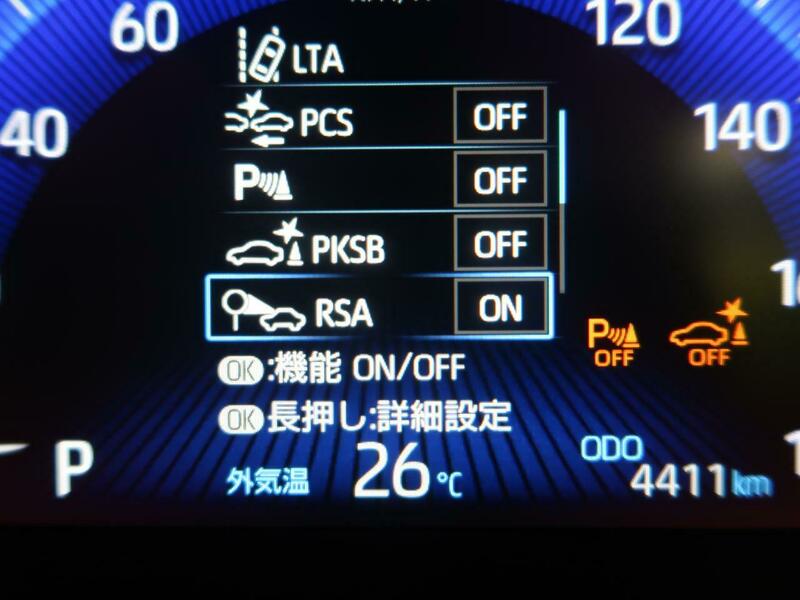 60
120
LTA
40
PCS OFF
140
P OFF
PKSB OFF
RSA ON
P
OFF
OFF
OK:機能 ON/OFF
OK長押し:詳細設定
P
外気温 26℃
ODO
4411km